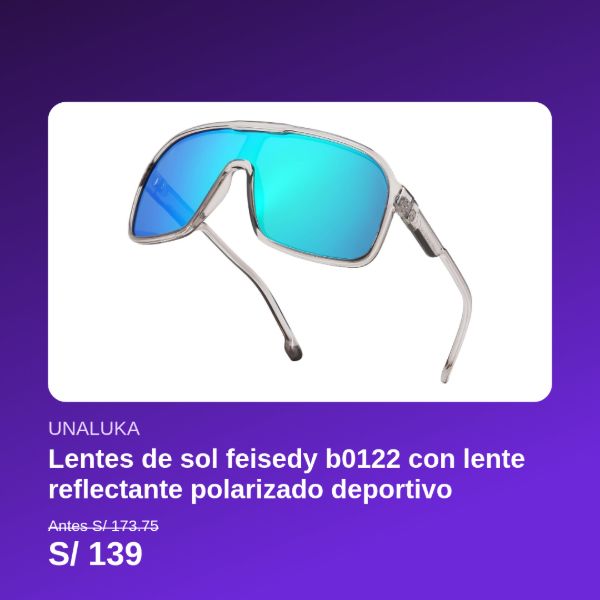 UNALUKA
Lentes de sol feisedy b0122 con lente
reflectante polarizado deportivo
Antes S/ 173.75
S/ 139